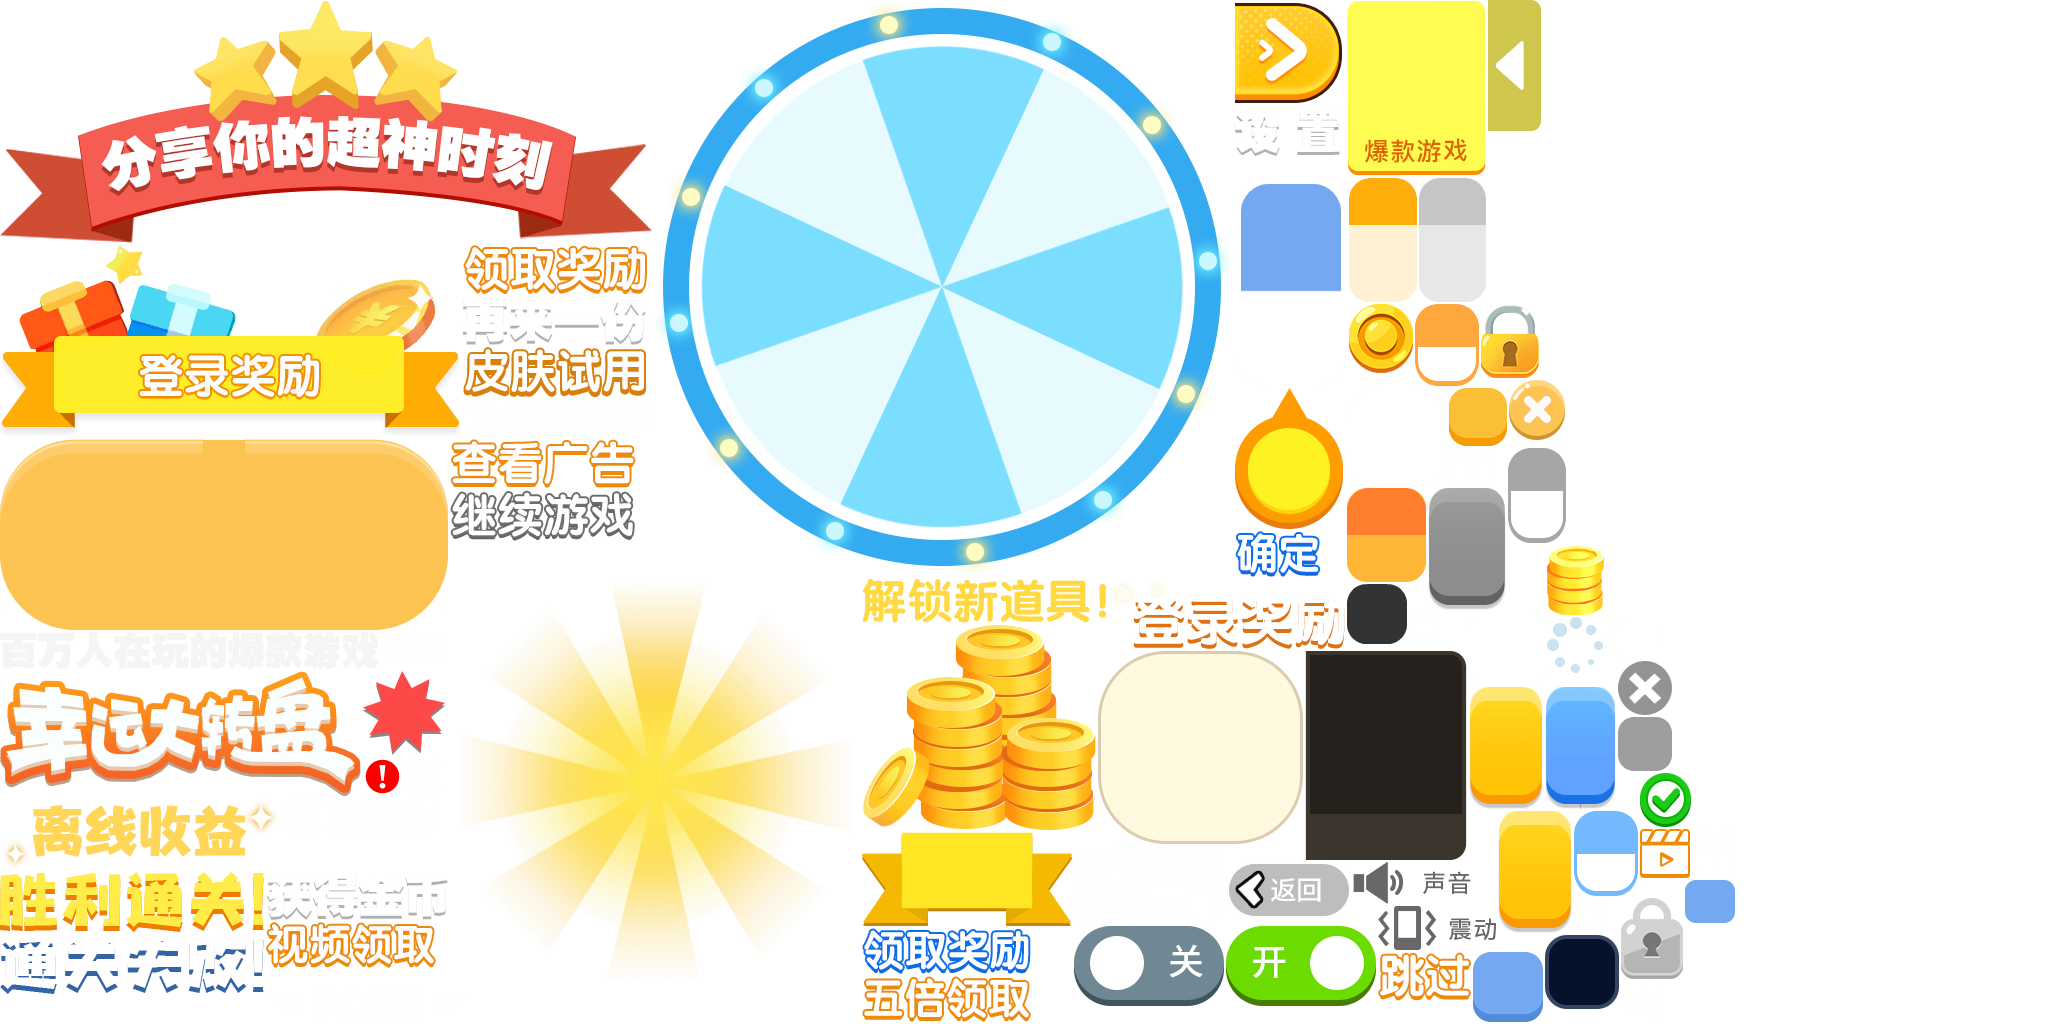 分享你的超神时刻
设 置
爆款游戏
领取奖励
再来一份
皮肤试用
登录奖励
查看广告
继续游戏
确定
解锁新道具!
登录奖励
百万人在玩的爆款游戏
幸运大转盘
!
离线收益
胜利通关!
获得金币
视频领取
通关失败!
返回
声音
震动
领取奖励
五倍领取
关
开
跳过